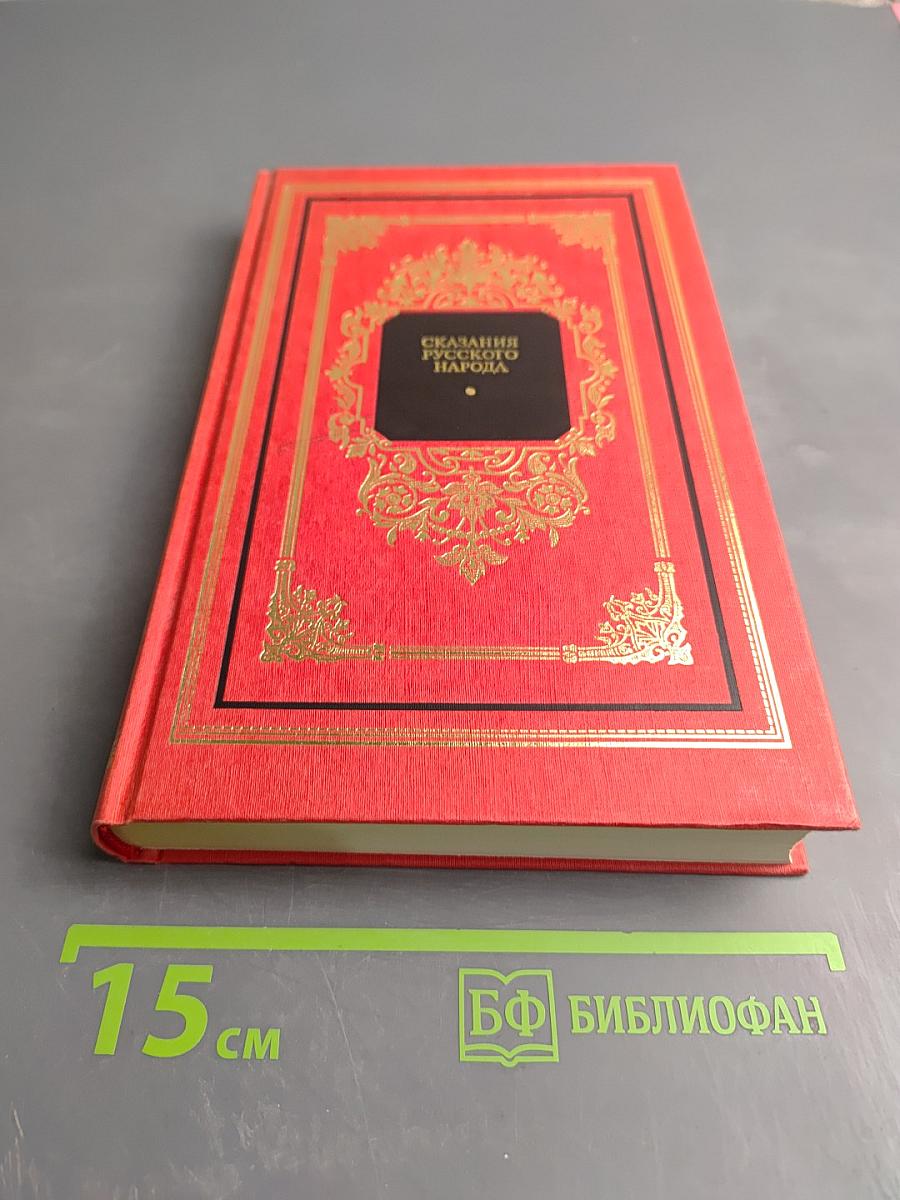 СКАЗАНИЯ
РУССКОГО
НАРОДА
15 см
БФ БИБЛИОФАН